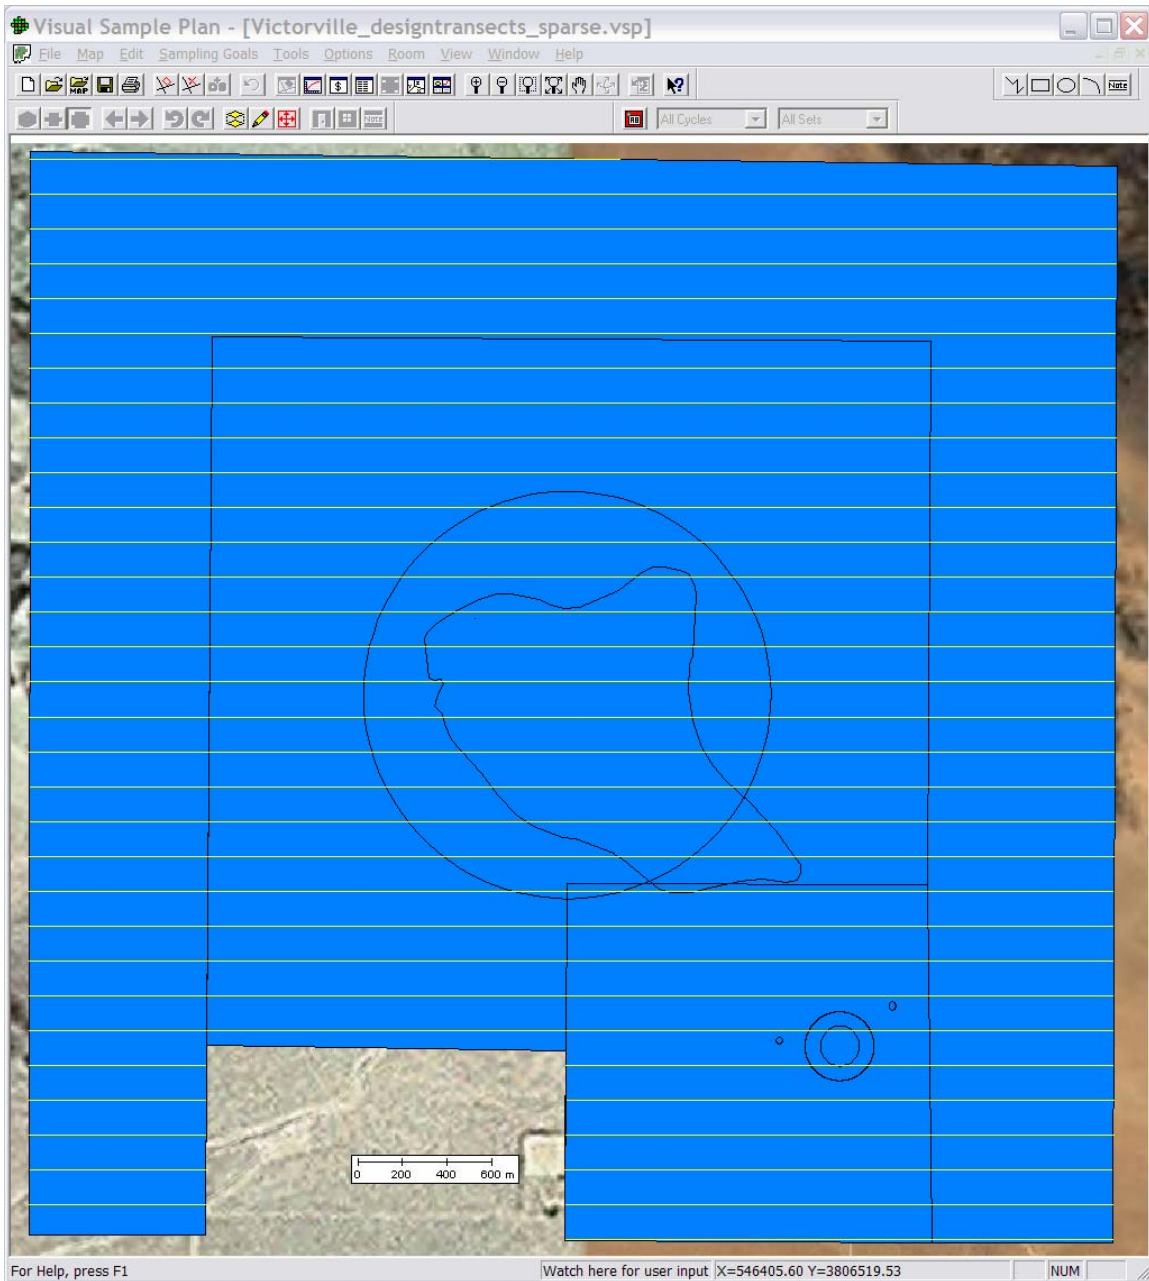 Visual Sample Plan - [Victorville_designtransects_sparse.vsp]
File Map Edit Sampling Goals Tools Options Room View Window Help
MAP
Note
All Cycles All Sets
0 200 400 600 m
For Help, press F1 Watch here for user input X=546405.60 Y=3806519.53 NUM